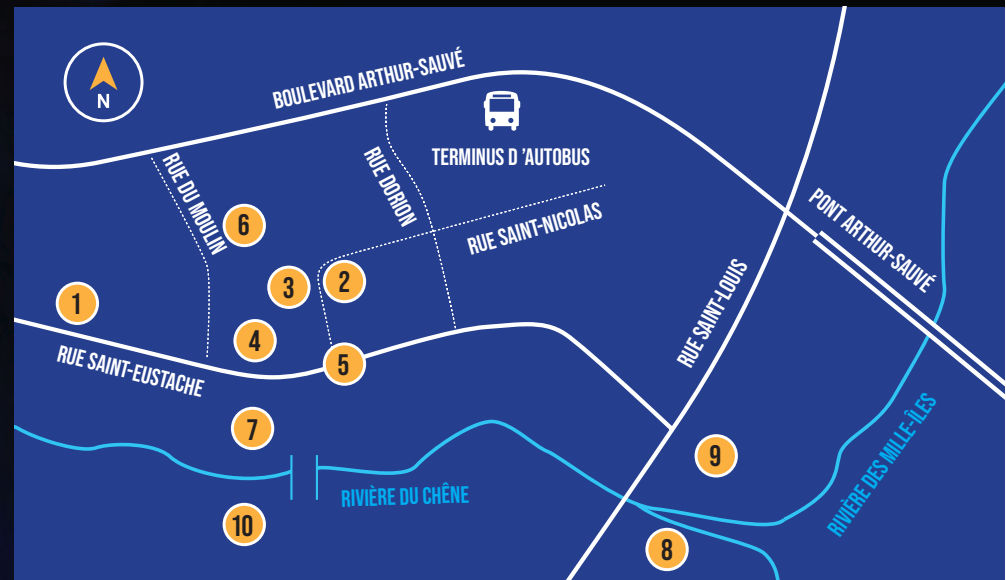 BOULEVARD ARTHUR-SAUVÉ
N
TERMINUS D 'AUTOBUS
RUE DU MOULIN
RUE DORION
6
RUE SAINT-NICOLAS
PONT ARTHUR-SAUVÉ
3
2
1
4
RUE SAINT-LOUIS
RUE SAINT-EUSTACHE
5
7
9
RIVIÈRE DES MILLE-ÎLES
RIVIÈRE DU CHÊNE
10
8